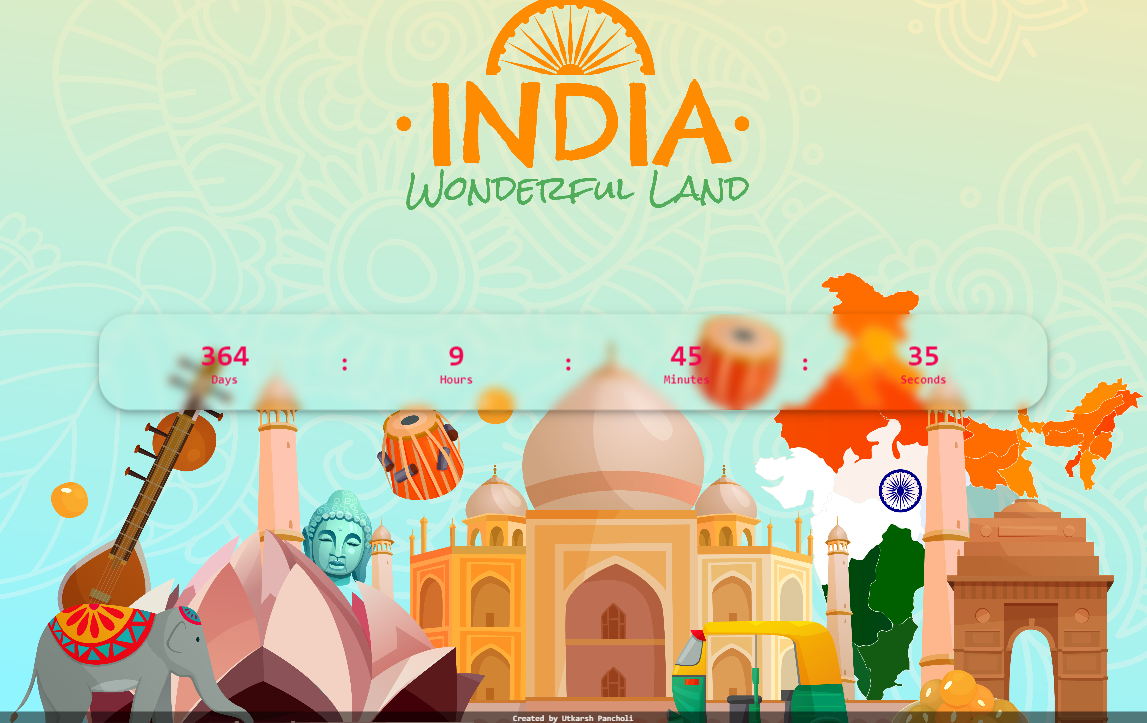 ·INDIA·
Wonderful Land
364 : 9 : 45 : 35
Days Hours Minutes Seconds
Created by Utkarsh Pancholi